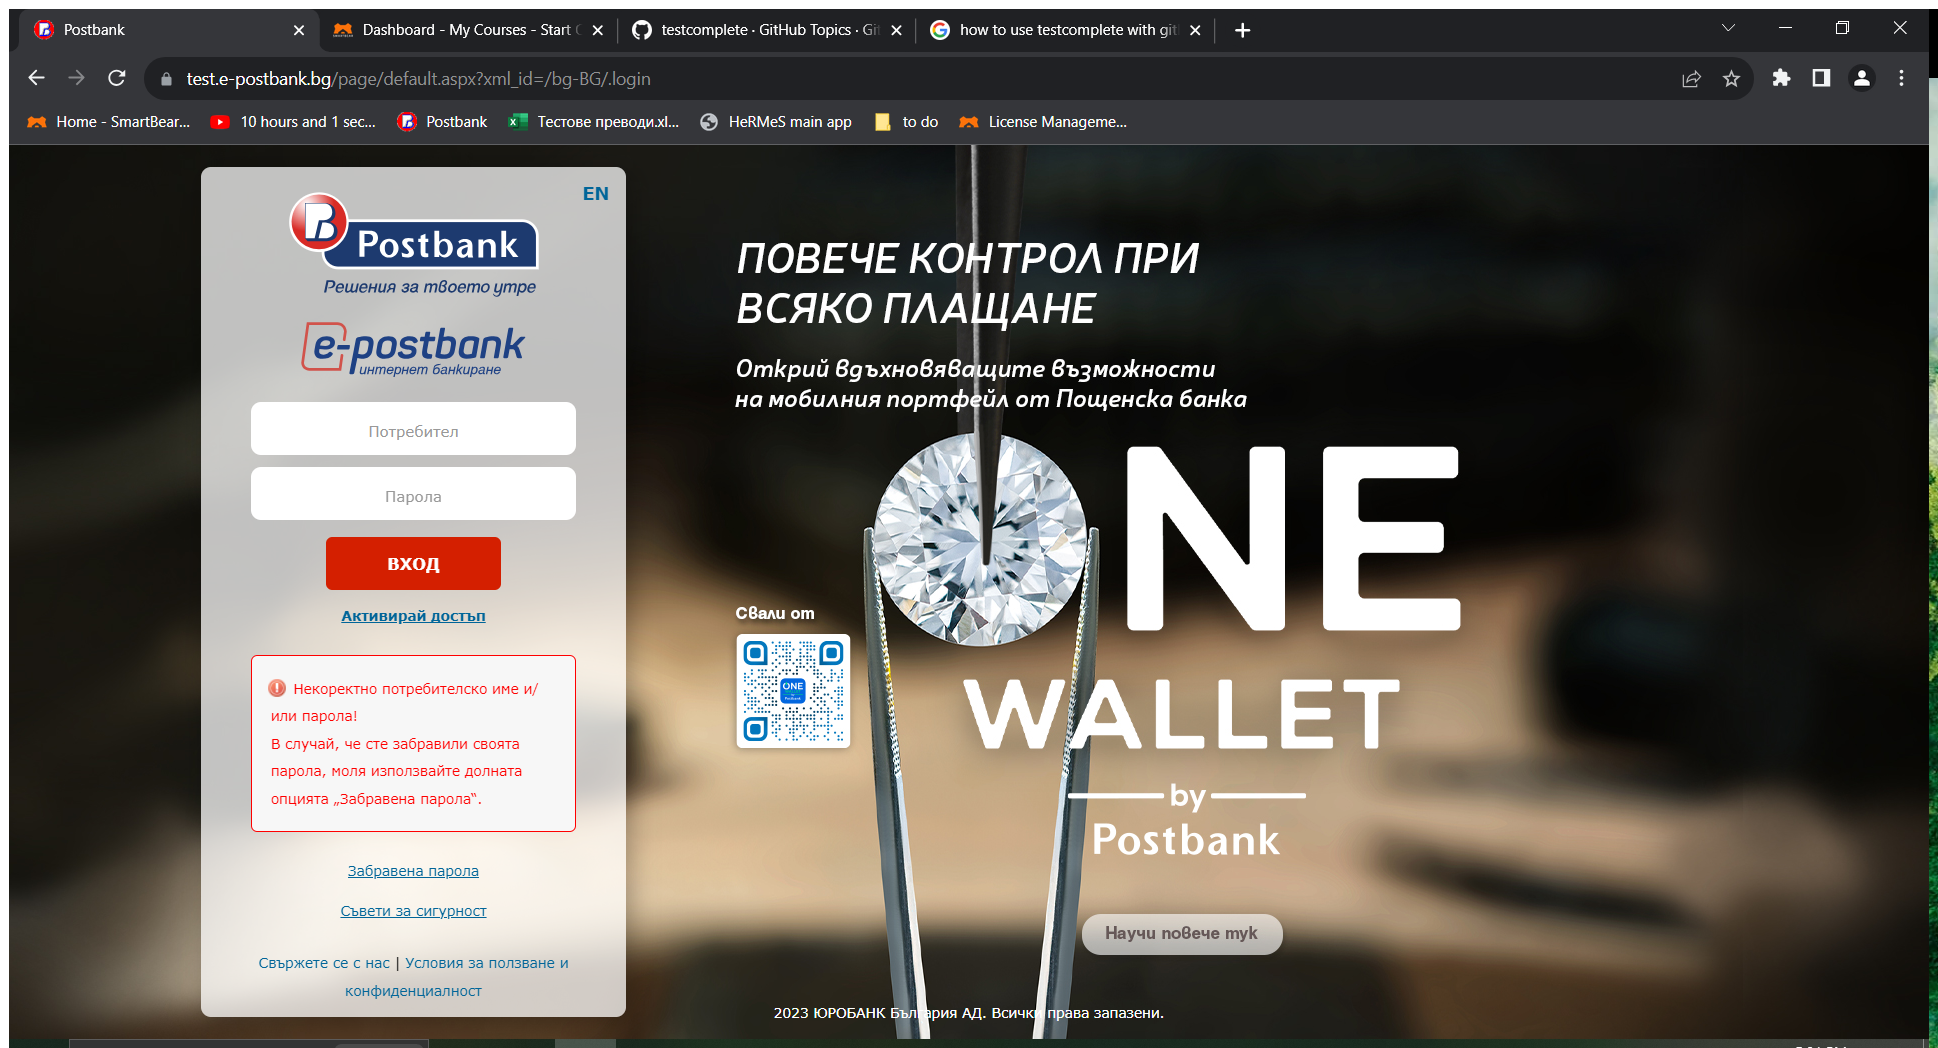 Postbank
Dashboard - My Courses - Start
testcomplete · GitHub Topics · Git
how to use testcomplete with git
test.e-postbank.bg/page/default.aspx?xml_id=/bg-BG/.login
Home - SmartBear...
10 hours and 1 sec...
Postbank
Тестове преводи.xl...
HeRMeS main app
to do
License Manageme...
EN
Postbank
Решения за твоето утре
e-postbank
интернет банкиране
Потребител
Парола
ВХОД
Активирай достъп
Некоректно потребителско име и/
или парола!
В случай, че сте забравили своята
парола, моля използвайте долната
опцията „Забравена парола“.
Забравена парола
Съвети за сигурност
Свържете се с нас | Условия за ползване и
конфиденциалност
ПОВЕЧЕ КОНТРОЛ ПРИ
ВСЯКО ПЛАЩАНЕ
Открий вдъхновяващите възможности
на мобилния портфейл от Пощенска банка
NE
Свали от
ONE
WALLET
by
Postbank
Научи повече тук
2023 ЮРОБАНК България АД. Всички права запазени.